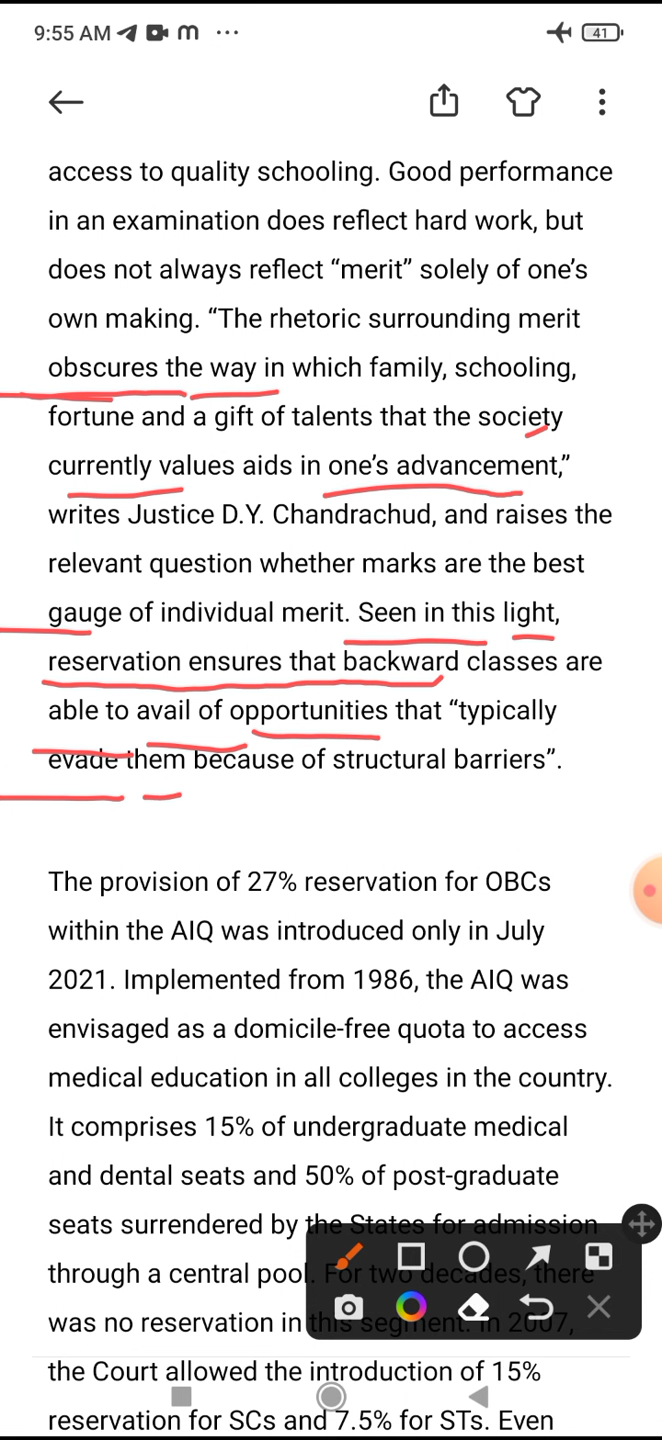 9:55 AM
41
access to quality schooling. Good performance
in an examination does reflect hard work, but
does not always reflect “merit” solely of one’s
own making. “The rhetoric surrounding merit
obscures the way in which family, schooling,
fortune and a gift of talents that the society
currently values aids in one’s advancement,”
writes Justice D.Y. Chandrachud, and raises the
relevant question whether marks are the best
gauge of individual merit. Seen in this light,
reservation ensures that backward classes are
able to avail of opportunities that “typically
evade them because of structural barriers”.
The provision of 27% reservation for OBCs
within the AIQ was introduced only in July
2021. Implemented from 1986, the AIQ was
envisaged as a domicile-free quota to access
medical education in all colleges in the country.
It comprises 15% of undergraduate medical
and dental seats and 50% of post-graduate
seats surrendered by the States for admission
through a central pool. For two decades, there
was no reservation in this segment. In 2007,
the Court allowed the introduction of 15%
reservation for SCs and 7.5% for STs. Even